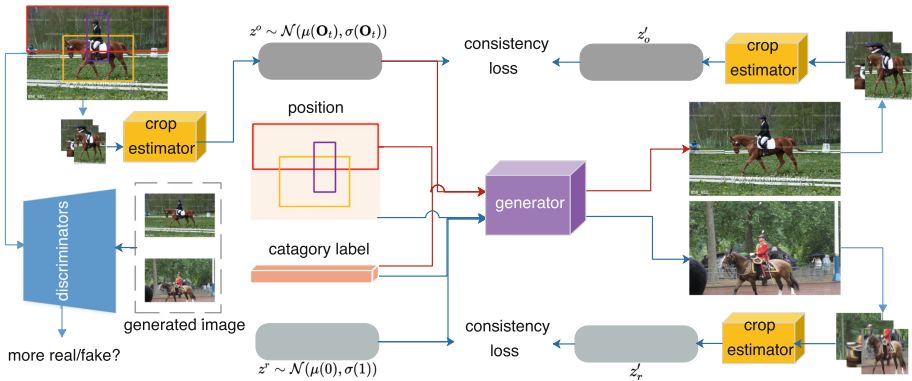 z^o ∼ N(μ(O_t), σ(O_t))
consistency
loss
z'_o
crop
estimator
crop
estimator
position
generator
catagory label
discriminators
generated image
more real/fake?
consistency
loss
crop
estimator
z^r ∼ N(μ(0), σ(1))
z'_r